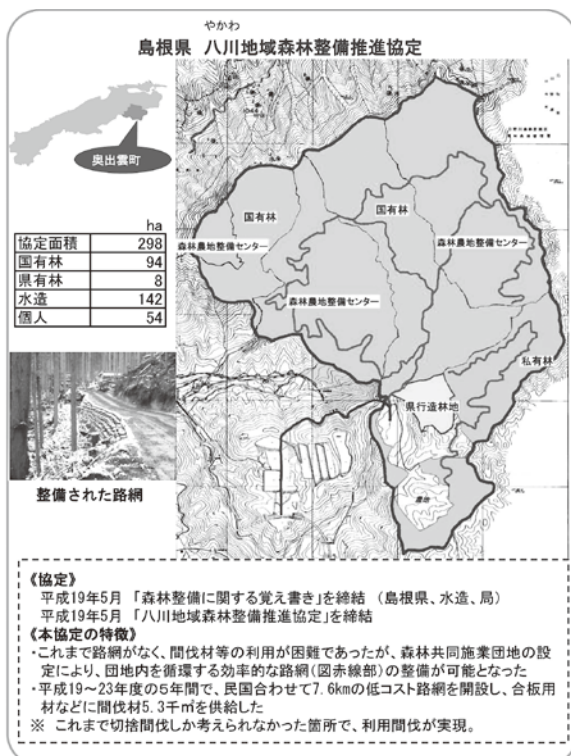 やかわ
島根県 八川地域森林整備推進協定
奥出雲町
ha
協定面積 298
国有林 94
県有林 8
水造 142
個人 54
国有林
国有林
森林農地整備センター
森林農地整備センター
森林農地整備センター
私有林
県行造林地
整備された路網
《協定》
平成19年5月 「森林整備に関する覚え書き」を締結 (島根県、水造、局)
平成19年5月 「八川地域森林整備推進協定」を締結
《本協定の特徴》
・これまで路網がなく、間伐材等の利用が困難であったが、森林共同施業団地の設
定により、団地内を循環する効率的な路網(図赤線部)の整備が可能となった
・平成19~23年度の5年間で、民国合わせて7.6kmの低コスト路網を開設し、合板用
材などに間伐材5.3千㎥を供給した
※ これまで切捨間伐しか考えられなかった箇所で、利用間伐が実現。